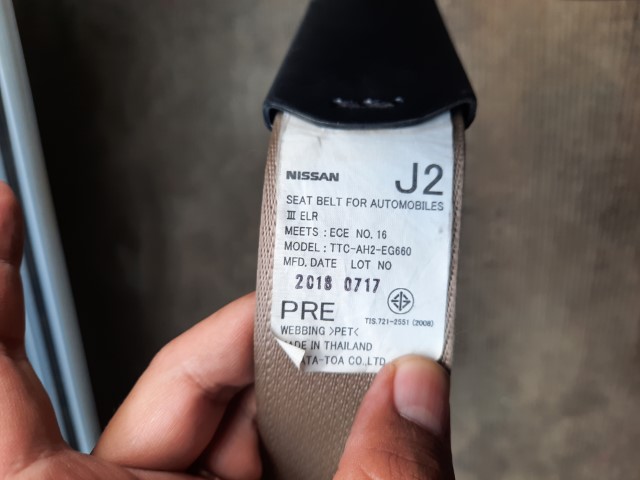 NISSAN J2
SEAT BELT FOR AUTOMOBILES
III ELR
MEETS : ECE NO. 16
MODEL : TTC-AH2-EG660
MFD. DATE LOT NO
2018 0717
PRE
TIS.721-2551 (2008)
WEBBING >PET<
MADE IN THAILAND
ATA-TOA CO.,LTD